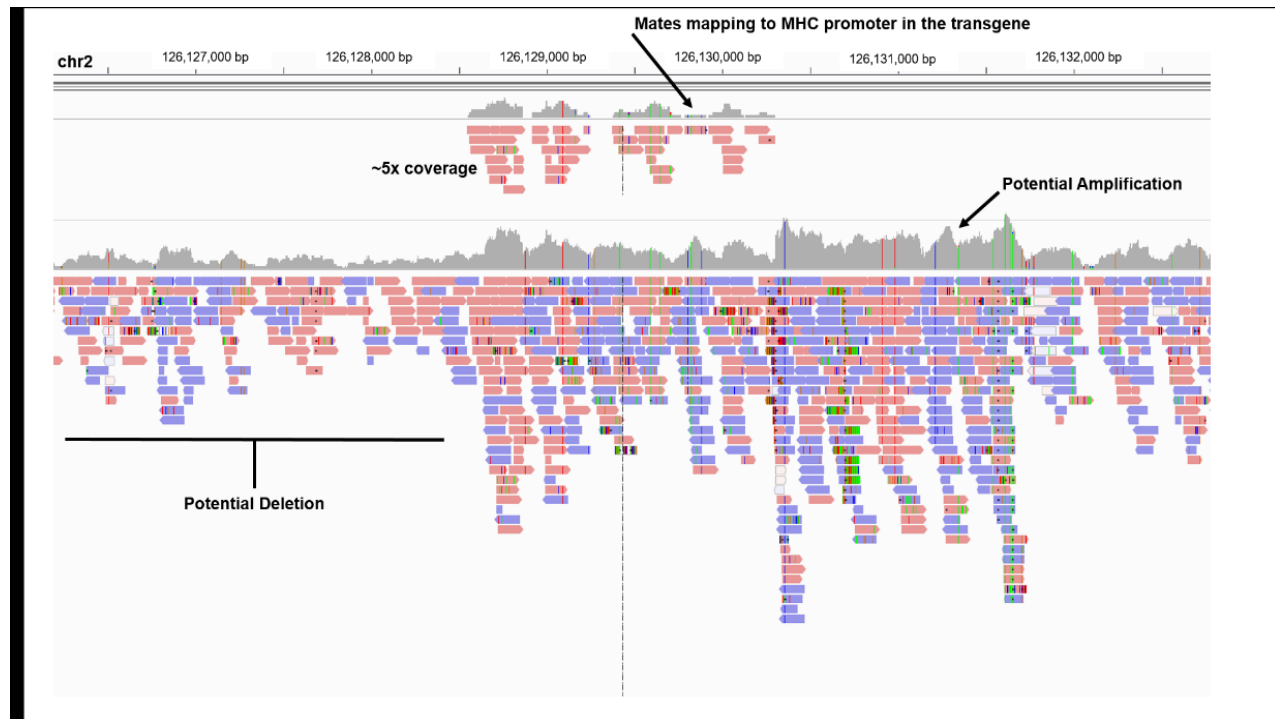 Mates mapping to MHC promoter in the transgene
chr2
126,127,000 bp 126,128,000 bp 126,129,000 bp 126,130,000 bp 126,131,000 bp 126,132,000 bp
~5x coverage
Potential Amplification
Potential Deletion